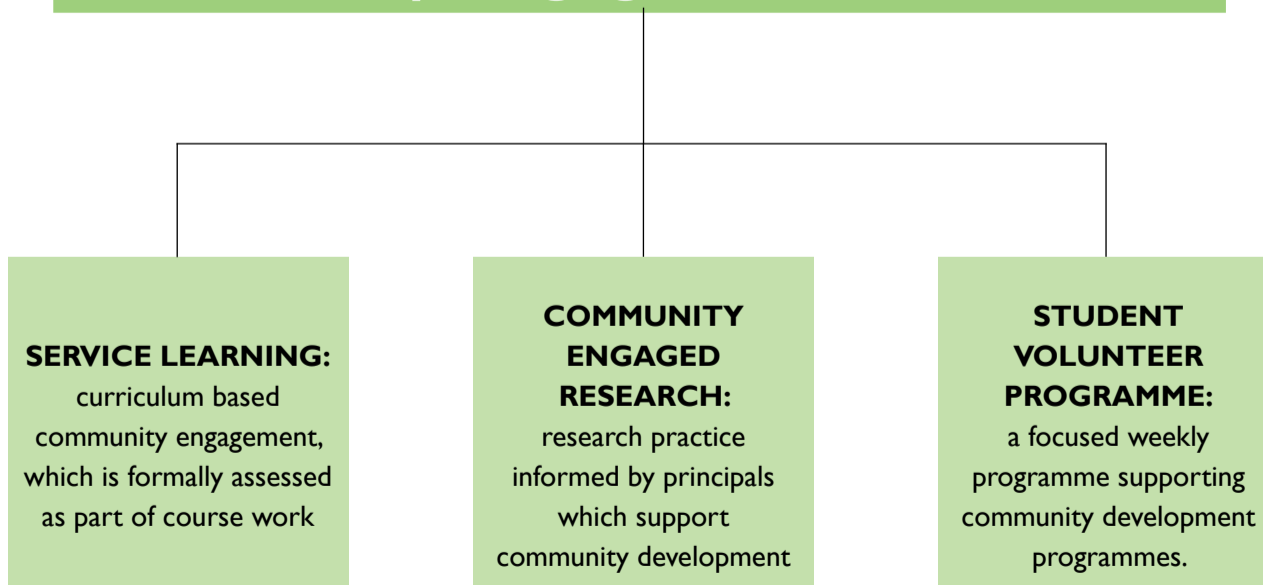 SERVICE LEARNING:
curriculum based
community engagement,
which is formally assessed
as part of course work
COMMUNITY
ENGAGED
RESEARCH:
research practice
informed by principals
which support
community development
STUDENT
VOLUNTEER
PROGRAMME:
a focused weekly
programme supporting
community development
programmes.